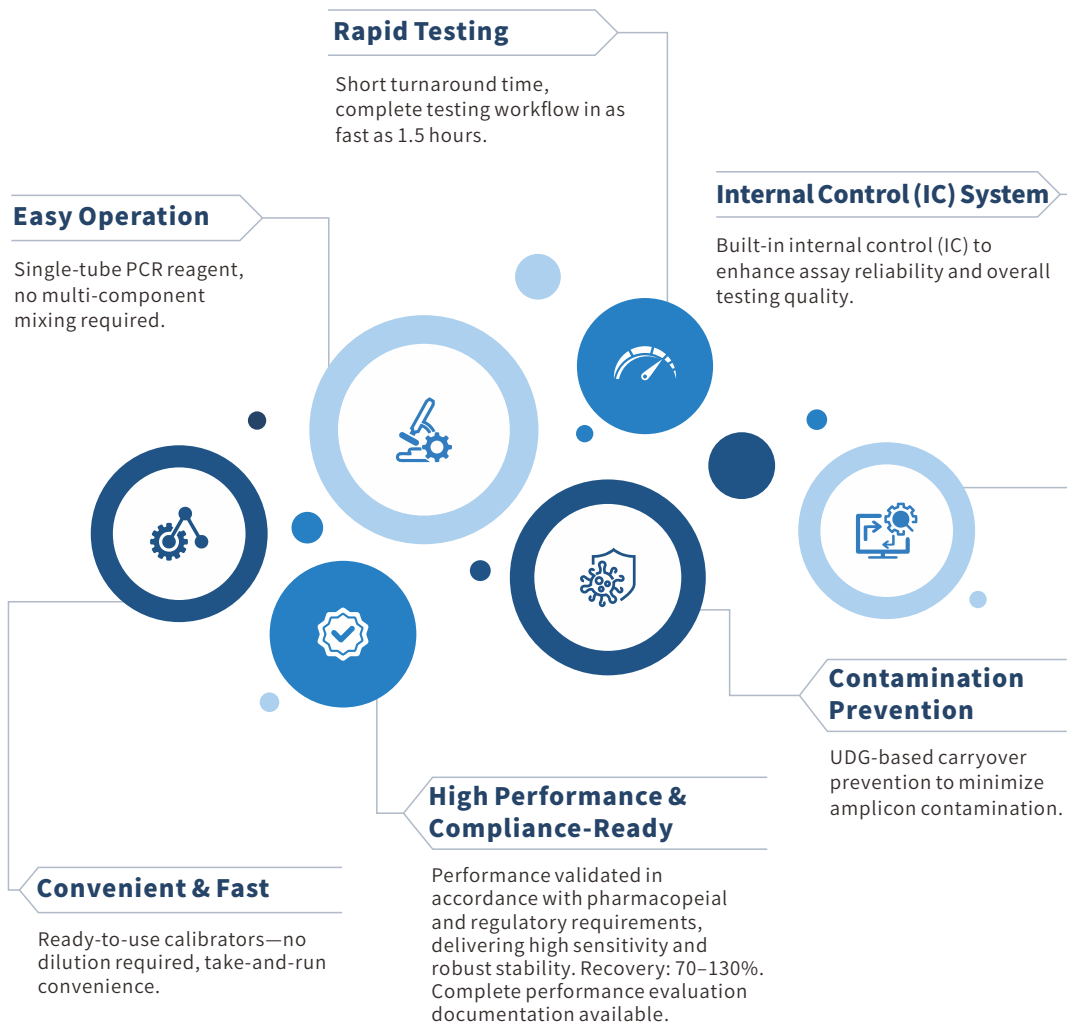 Rapid Testing
Short turnaround time,
complete testing workflow in as
fast as 1.5 hours.
Internal Control (IC) System
Built-in internal control (IC) to
enhance assay reliability and overall
testing quality.
Easy Operation
Single-tube PCR reagent,
no multi-component
mixing required.
Contamination
Prevention
UDG-based carryover
prevention to minimize
amplicon contamination.
High Performance &
Compliance-Ready
Performance validated in
accordance with pharmacopeial
and regulatory requirements,
delivering high sensitivity and
robust stability. Recovery: 70–130%.
Complete performance evaluation
documentation available.
Convenient & Fast
Ready-to-use calibrators—no
dilution required, take-and-run
convenience.